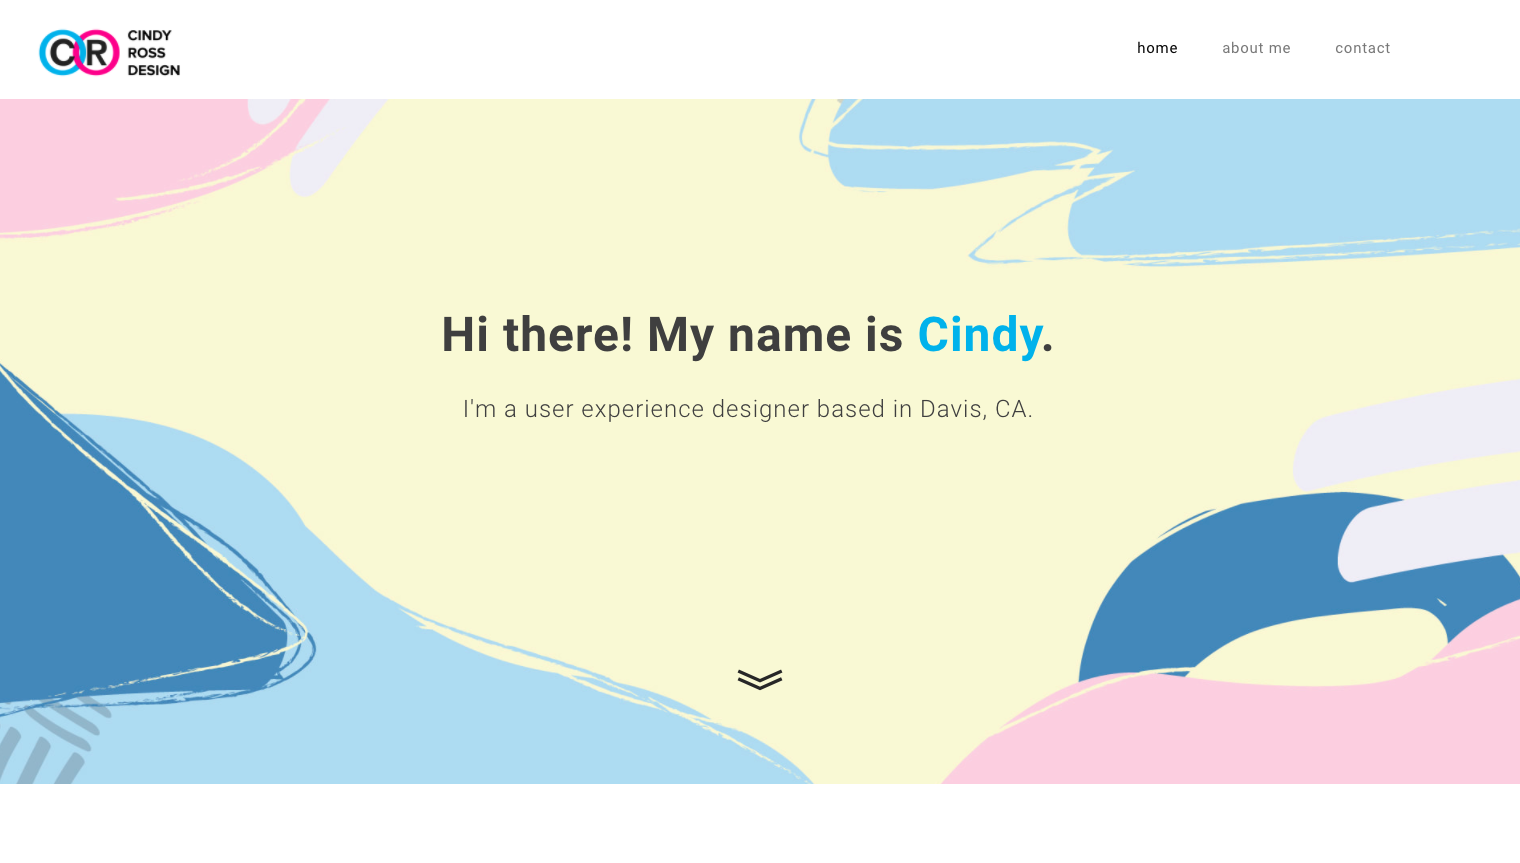 CR
CINDY
ROSS
DESIGN
home about me contact
Hi there! My name is Cindy.
I'm a user experience designer based in Davis, CA.